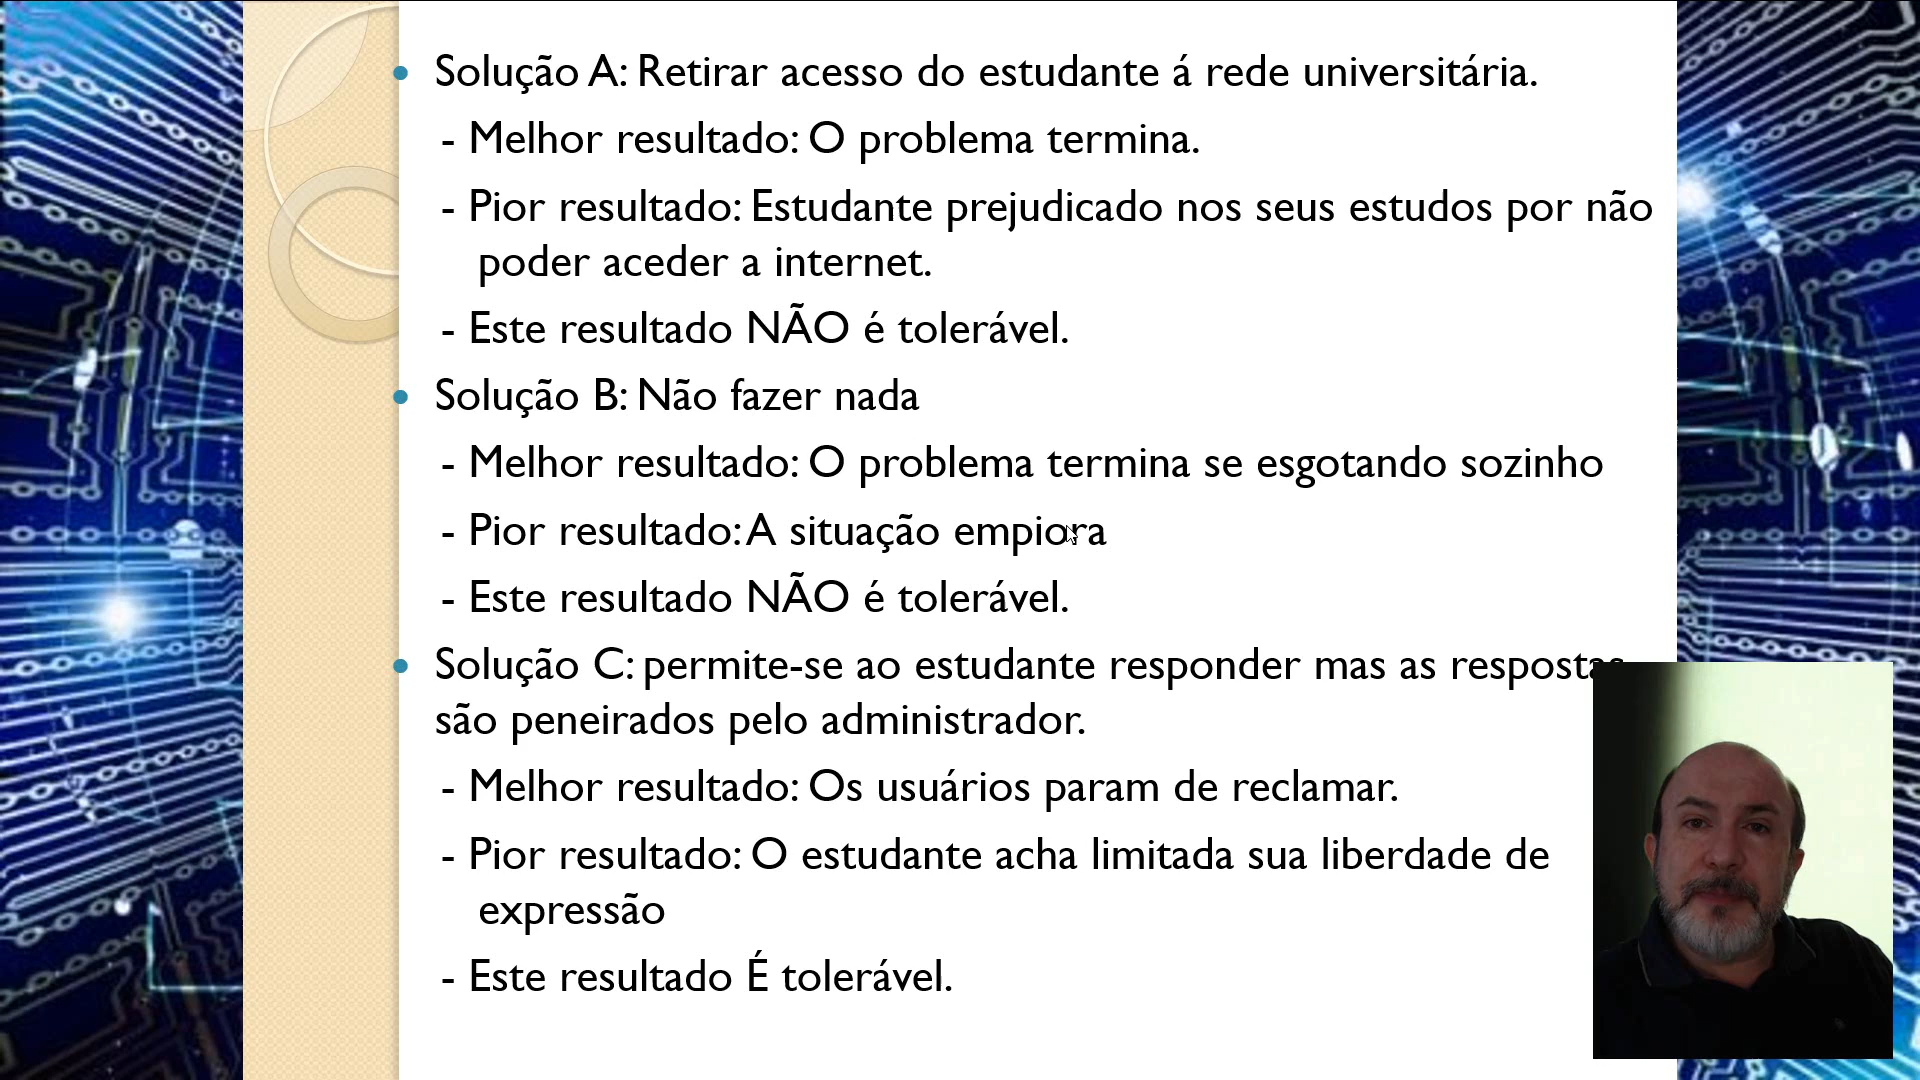 Solução A: Retirar acesso do estudante á rede universitária.
- Melhor resultado: O problema termina.
- Pior resultado: Estudante prejudicado nos seus estudos por não
poder aceder a internet.
- Este resultado NÃO é tolerável.
Solução B: Não fazer nada
- Melhor resultado: O problema termina se esgotando sozinho
- Pior resultado: A situação empiora
- Este resultado NÃO é tolerável.
Solução C: permite-se ao estudante responder mas as respostas
são peneirados pelo administrador.
- Melhor resultado: Os usuários param de reclamar.
- Pior resultado: O estudante acha limitada sua liberdade de
expressão
- Este resultado É tolerável.